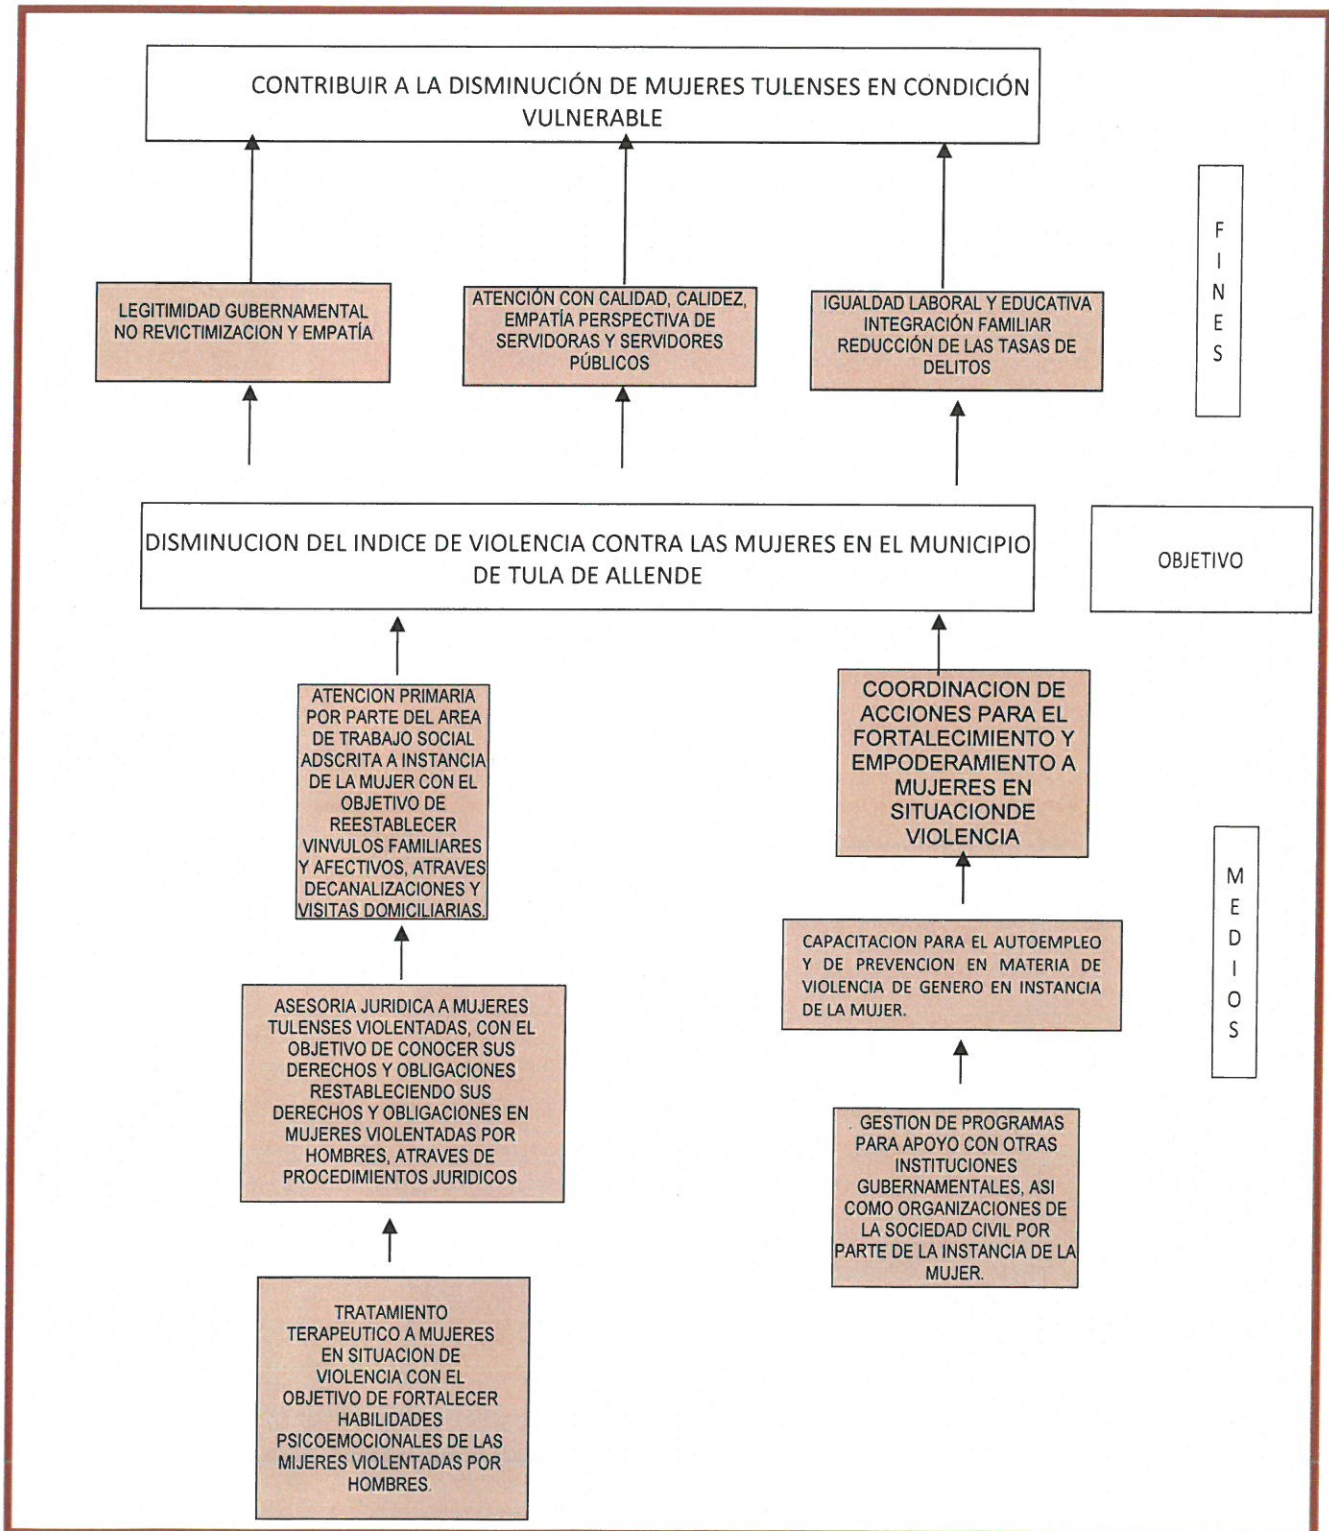 CONTRIBUIR A LA DISMINUCIÓN DE MUJERES TULENSES EN CONDICIÓN
VULNERABLE
LEGITIMIDAD GUBERNAMENTAL
NO REVICTIMIZACION Y EMPATÍA
ATENCIÓN CON CALIDAD, CALIDEZ,
EMPATÍA PERSPECTIVA DE
SERVIDORAS Y SERVIDORES
PÚBLICOS
IGUALDAD LABORAL Y EDUCATIVA
INTEGRACIÓN FAMILIAR
REDUCCIÓN DE LAS TASAS DE
DELITOS
F
I
N
E
S
DISMINUCION DEL INDICE DE VIOLENCIA CONTRA LAS MUJERES EN EL MUNICIPIO
DE TULA DE ALLENDE
OBJETIVO
ATENCION PRIMARIA
POR PARTE DEL AREA
DE TRABAJO SOCIAL
ADSCRITA A INSTANCIA
DE LA MUJER CON EL
OBJETIVO DE
REESTABLECER
VINVULOS FAMILIARES
Y AFECTIVOS, ATRAVES
DECANALIZACIONES Y
VISITAS DOMICILIARIAS.
COORDINACION DE
ACCIONES PARA EL
FORTALECIMIENTO Y
EMPODERAMIENTO A
MUJERES EN
SITUACIONDE
VIOLENCIA
M
E
D
I
O
S
CAPACITACION PARA EL AUTOEMPLEO
Y DE PREVENCION EN MATERIA DE
VIOLENCIA DE GENERO EN INSTANCIA
DE LA MUJER.
ASESORIA JURIDICA A MUJERES
TULENSES VIOLENTADAS, CON EL
OBJETIVO DE CONOCER SUS
DERECHOS Y OBLIGACIONES
RESTABLECIENDO SUS
DERECHOS Y OBLIGACIONES EN
MUJERES VIOLENTADAS POR
HOMBRES, ATRAVES DE
PROCEDIMIENTOS JURIDICOS
GESTION DE PROGRAMAS
PARA APOYO CON OTRAS
INSTITUCIONES
GUBERNAMENTALES, ASI
COMO ORGANIZACIONES DE
LA SOCIEDAD CIVIL POR
PARTE DE LA INSTANCIA DE LA
MUJER.
TRATAMIENTO
TERAPEUTICO A MUJERES
EN SITUACION DE
VIOLENCIA CON EL
OBJETIVO DE FORTALECER
HABILIDADES
PSICOEMOCIONALES DE LAS
MIJERES VIOLENTADAS POR
HOMBRES.